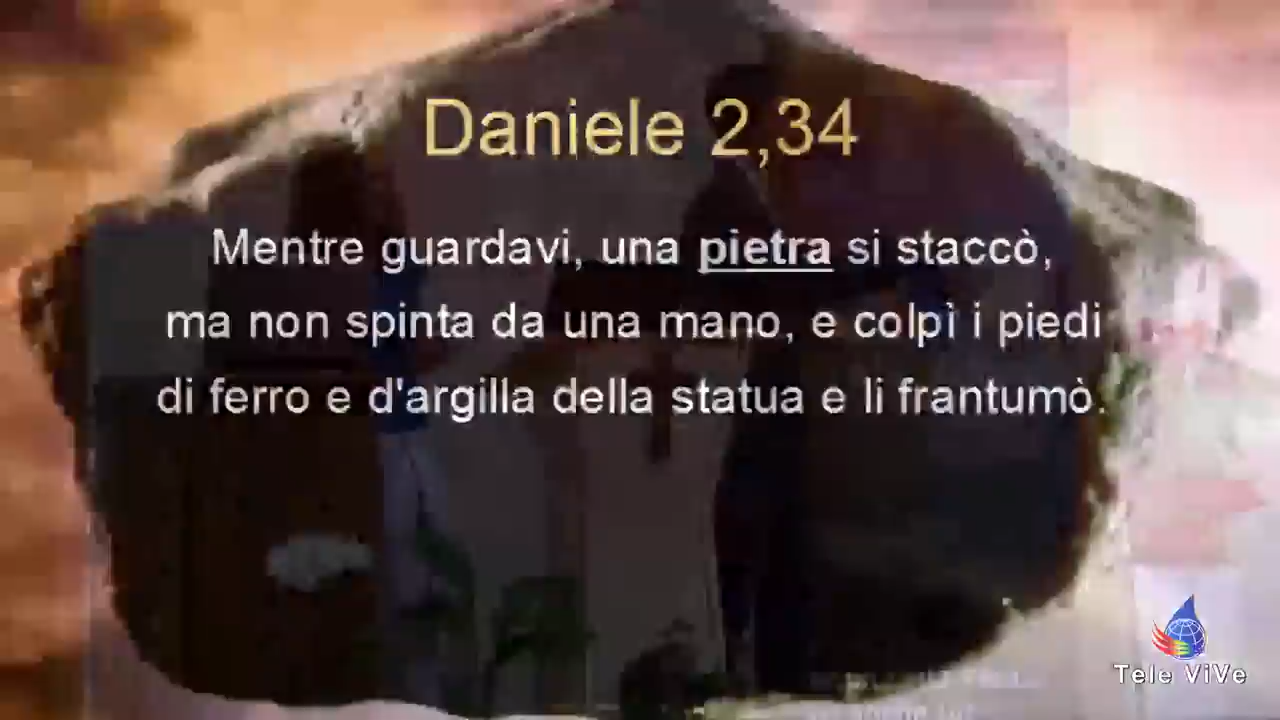 Daniele 2,34
Mentre guardavi, una pietra si staccò,
ma non spinta da una mano, e colpì i piedi
di ferro e d'argilla della statua e li frantumò.
Tele ViVe